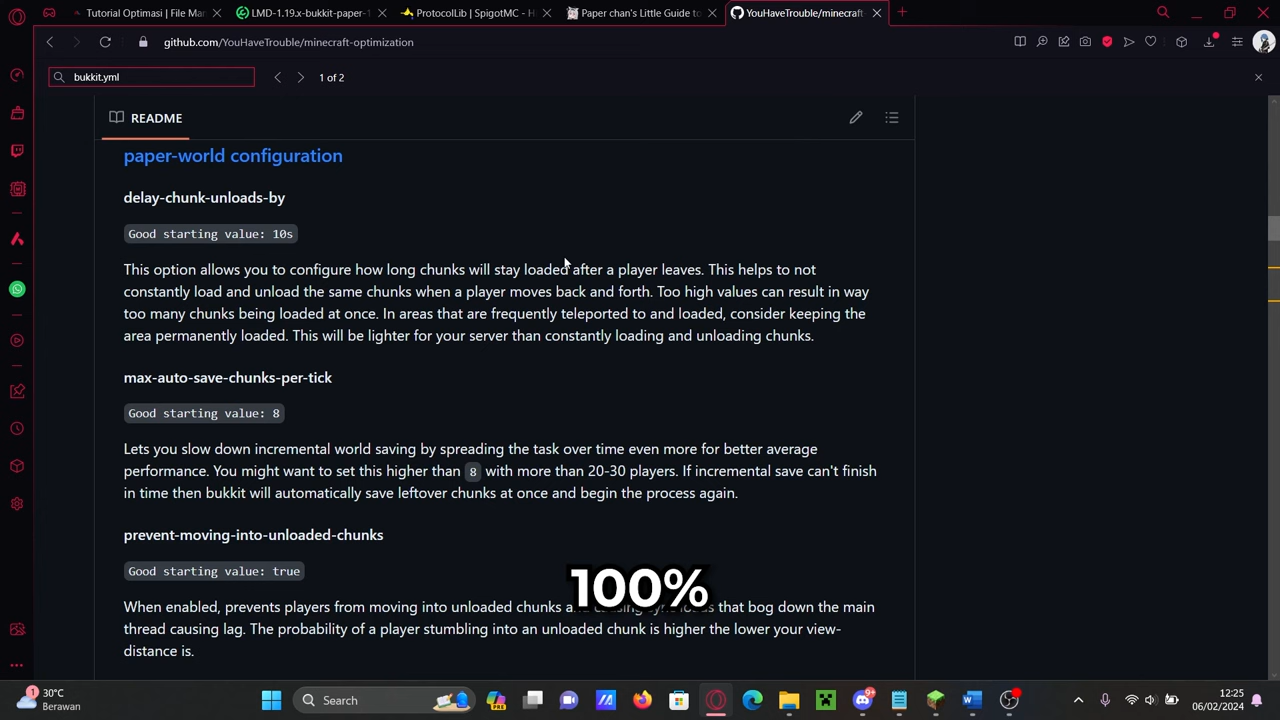 Tutorial Optimasi | File Man
LMD-1.19.x-bukkit-paper-1
ProtocolLib | SpigotMC - H
Paper chan's Little Guide to
YouHaveTrouble/minecraft
github.com/YouHaveTrouble/minecraft-optimization
bukkit.yml
1 of 2
README
paper-world configuration
delay-chunk-unloads-by
Good starting value: 10s
This option allows you to configure how long chunks will stay loaded after a player leaves. This helps to not
constantly load and unload the same chunks when a player moves back and forth. Too high values can result in way
too many chunks being loaded at once. In areas that are frequently teleported to and loaded, consider keeping the
area permanently loaded. This will be lighter for your server than constantly loading and unloading chunks.
max-auto-save-chunks-per-tick
Good starting value: 8
Lets you slow down incremental world saving by spreading the task over time even more for better average
performance. You might want to set this higher than 8 with more than 20-30 players. If incremental save can't finish
in time then bukkit will automatically save leftover chunks at once and begin the process again.
prevent-moving-into-unloaded-chunks
Good starting value: true
100%
When enabled, prevents players from moving into unloaded chunks and causing sync loads that bog down the main
thread causing lag. The probability of a player stumbling into an unloaded chunk is higher the lower your view-
distance is.
1
30°C
Berawan
Search
PRE
9+
12:25
06/02/2024